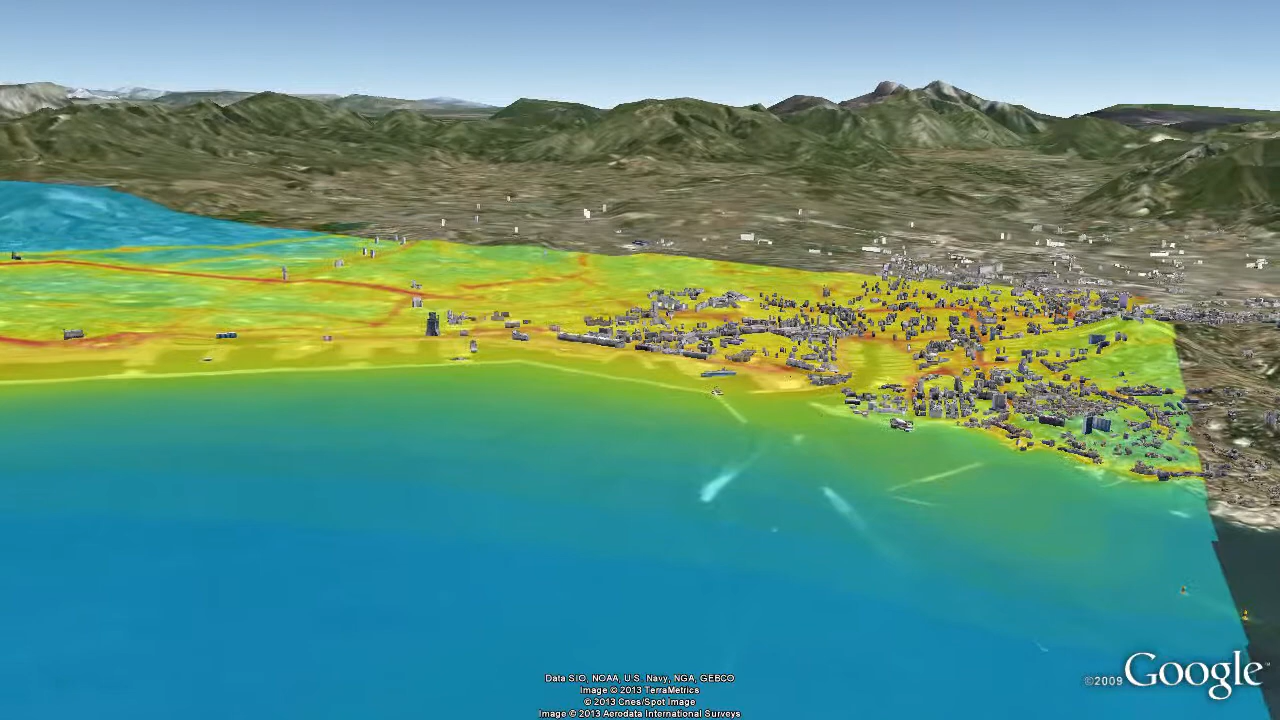 Data SIO, NOAA, U.S. Navy, NGA, GEBCO
Image © 2013 TerraMetrics
© 2013 Cnes/Spot Image
Image © 2013 Aerodata International Surveys
©2009 Google™